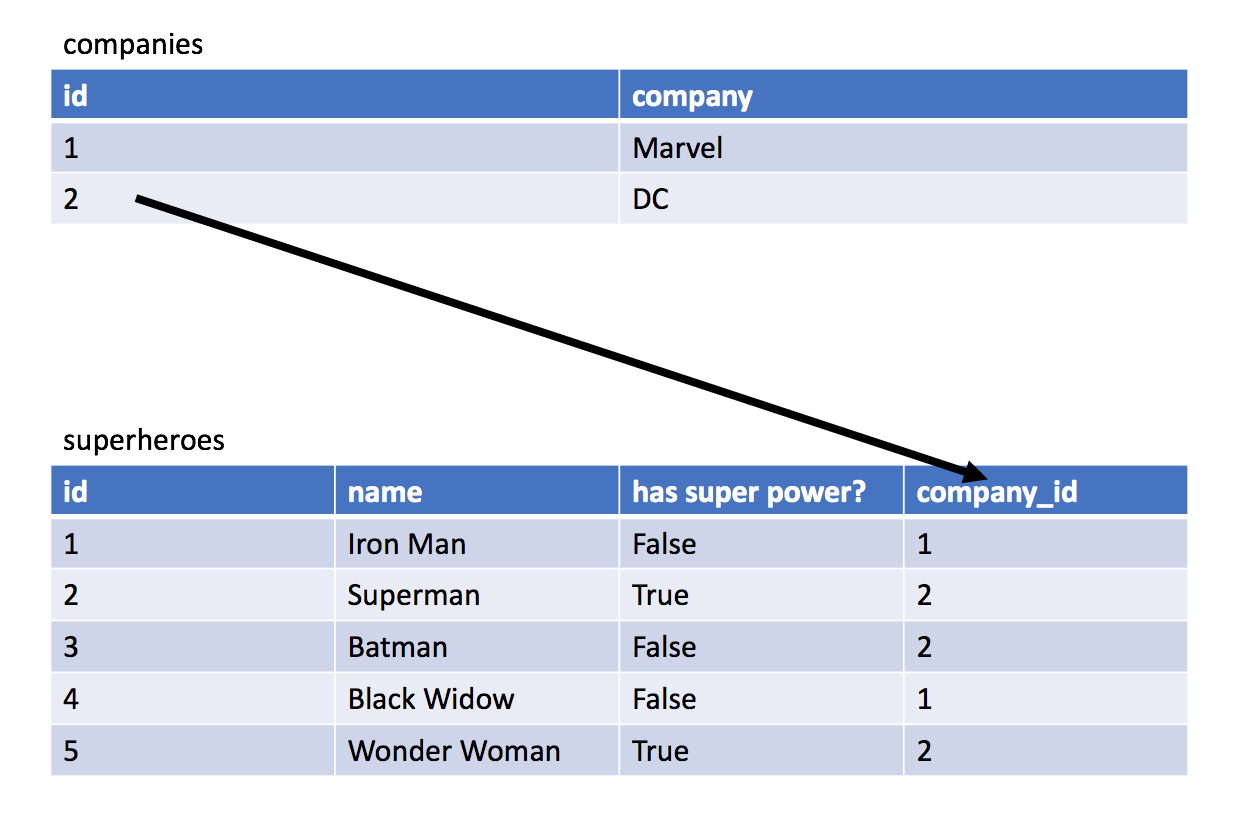 companies
id company
1 Marvel
2 DC
superheroes
id name has super power? company_id
1 Iron Man False 1
2 Superman True 2
3 Batman False 2
4 Black Widow False 1
5 Wonder Woman True 2